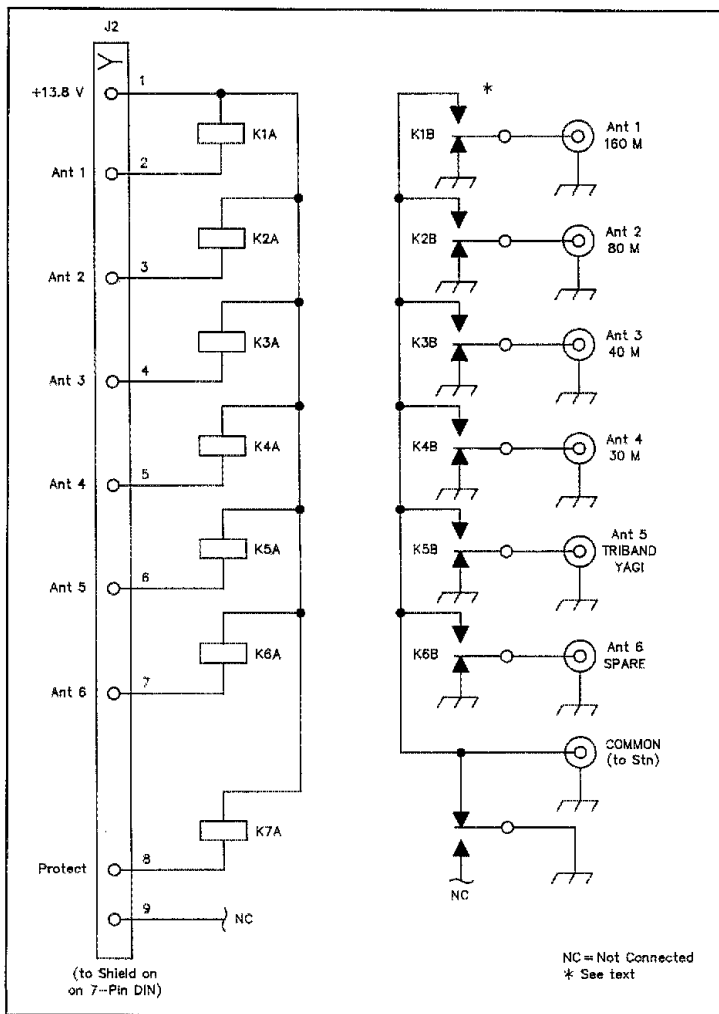 J2
+13.8 V
1
K1A
Ant 1
2
K2A
Ant 2
3
K3A
Ant 3
4
K4A
Ant 4
5
K5A
Ant 5
6
K6A
Ant 6
7
K7A
Protect
8
9
NC
(to Shield on
on 7-Pin DIN)
*
K1B
Ant 1
160 M
K2B
Ant 2
80 M
K3B
Ant 3
40 M
K4B
Ant 4
30 M
K5B
Ant 5
TRIBAND
YAGI
K6B
Ant 6
SPARE
COMMON
(to Stn)
NC
NC=Not Connected
* See text